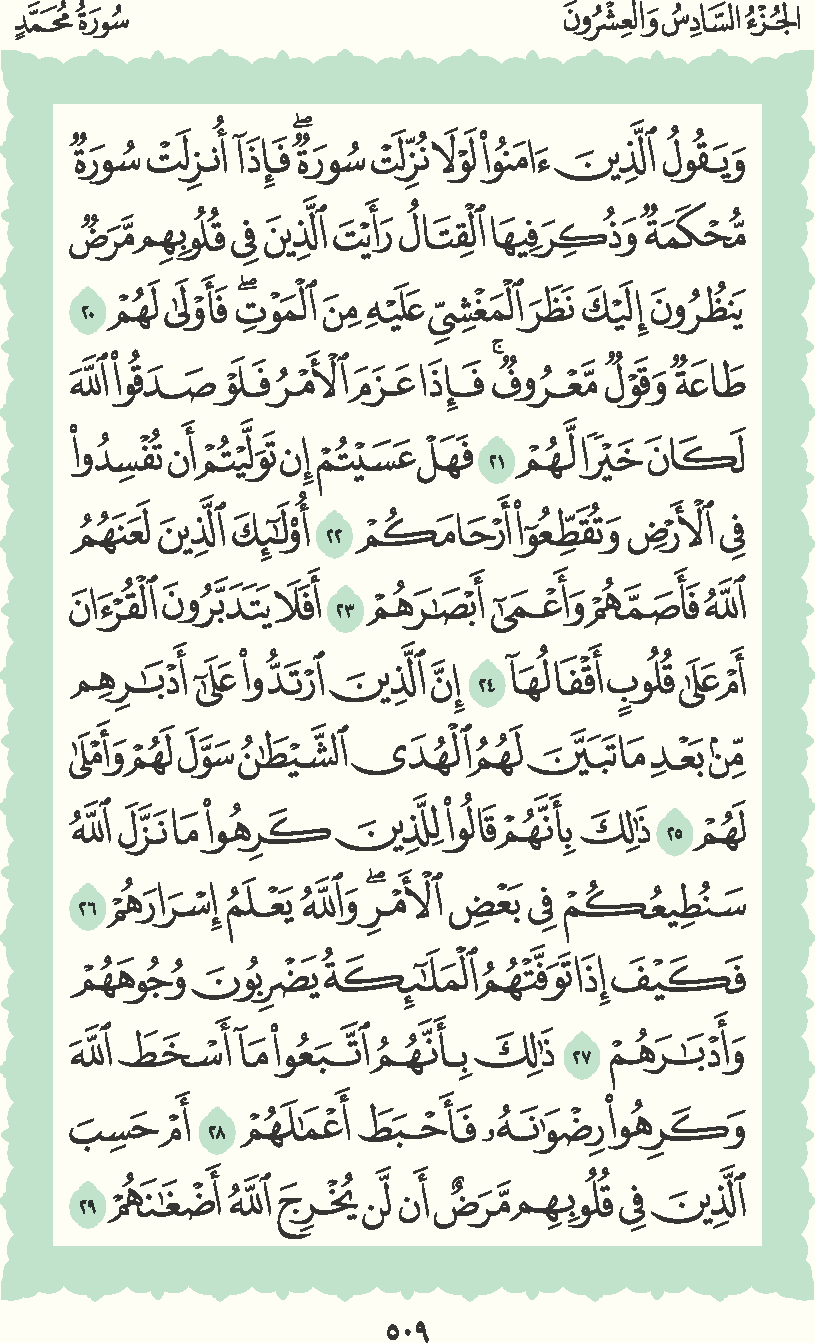 الجُزْءُ السَّادِسُ وَالعِشْرُونَ
سُورَةُ مُحَمَّدٍ
وَيَقُولُ ٱلَّذِينَ ءَامَنُوا۟ لَوْلَا نُزِّلَتْ سُورَةٌ ۖ فَإِذَآ أُنزِلَتْ سُورَةٌ
مُّحْكَمَةٌ وَذُكِرَ فِيهَا ٱلْقِتَالُ رَأَيْتَ ٱلَّذِينَ فِى قُلُوبِهِم مَّرَضٌ
يَنظُرُونَ إِلَيْكَ نَظَرَ ٱلْمَغْشِىِّ عَلَيْهِ مِنَ ٱلْمَوْتِ ۖ فَأَوْلَىٰ لَهُمْ ٢٠
طَاعَةٌ وَقَوْلٌ مَّعْرُوفٌ ۚ فَإِذَا عَزَمَ ٱلْأَمْرُ فَلَوْ صَدَقُوا۟ ٱللَّهَ
لَكَانَ خَيْرًا لَّهُمْ ٢١ فَهَلْ عَسَيْتُمْ إِن تَوَلَّيْتُمْ أَن تُفْسِدُوا۟
فِى ٱلْأَرْضِ وَتُقَطِّعُوٓا۟ أَرْحَامَكُمْ ٢٢ أُو۟لَـٰٓئِكَ ٱلَّذِينَ لَعَنَهُمُ
ٱللَّهُ فَأَصَمَّهُمْ وَأَعْمَىٰٓ أَبْصَـٰرَهُمْ ٢٣ أَفَلَا يَتَدَبَّرُونَ ٱلْقُرْءَانَ
أَمْ عَلَىٰ قُلُوبٍ أَقْفَالُهَآ ٢٤ إِنَّ ٱلَّذِينَ ٱرْتَدُّوا۟ عَلَىٰٓ أَدْبَـٰرِهِم
مِّنۢ بَعْدِ مَا تَبَيَّنَ لَهُمُ ٱلْهُدَى ٱلشَّيْطَـٰنُ سَوَّلَ لَهُمْ وَأَمْلَىٰ
لَهُمْ ٢٥ ذَٰلِكَ بِأَنَّهُمْ قَالُوا۟ لِلَّذِينَ كَرِهُوا۟ مَا نَزَّلَ ٱللَّهُ
سَنُطِيعُكُمْ فِى بَعْضِ ٱلْأَمْرِ ۖ وَٱللَّهُ يَعْلَمُ إِسْرَارَهُمْ ٢٦
فَكَيْفَ إِذَا تَوَفَّتْهُمُ ٱلْمَلَـٰٓئِكَةُ يَضْرِبُونَ وُجُوهَهُمْ
وَأَدْبَـٰرَهُمْ ٢٧ ذَٰلِكَ بِأَنَّهُمُ ٱتَّبَعُوا۟ مَآ أَسْخَطَ ٱللَّهَ
وَكَرِهُوا۟ رِضْوَٰنَهُۥ فَأَحْبَطَ أَعْمَـٰلَهُمْ ٢٨ أَمْ حَسِبَ
ٱلَّذِينَ فِى قُلُوبِهِم مَّرَضٌ أَن لَّن يُخْرِجَ ٱللَّهُ أَضْغَـٰنَهُمْ ٢٩
٥٠٩